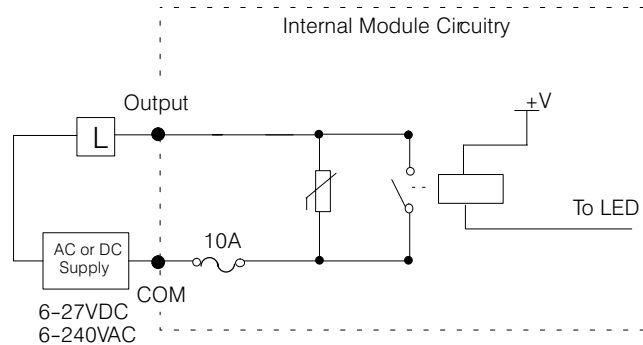 Internal Module Circuitry
Output
+V
L
To LED
10A
AC or DC
Supply
COM
6-27VDC
6-240VAC